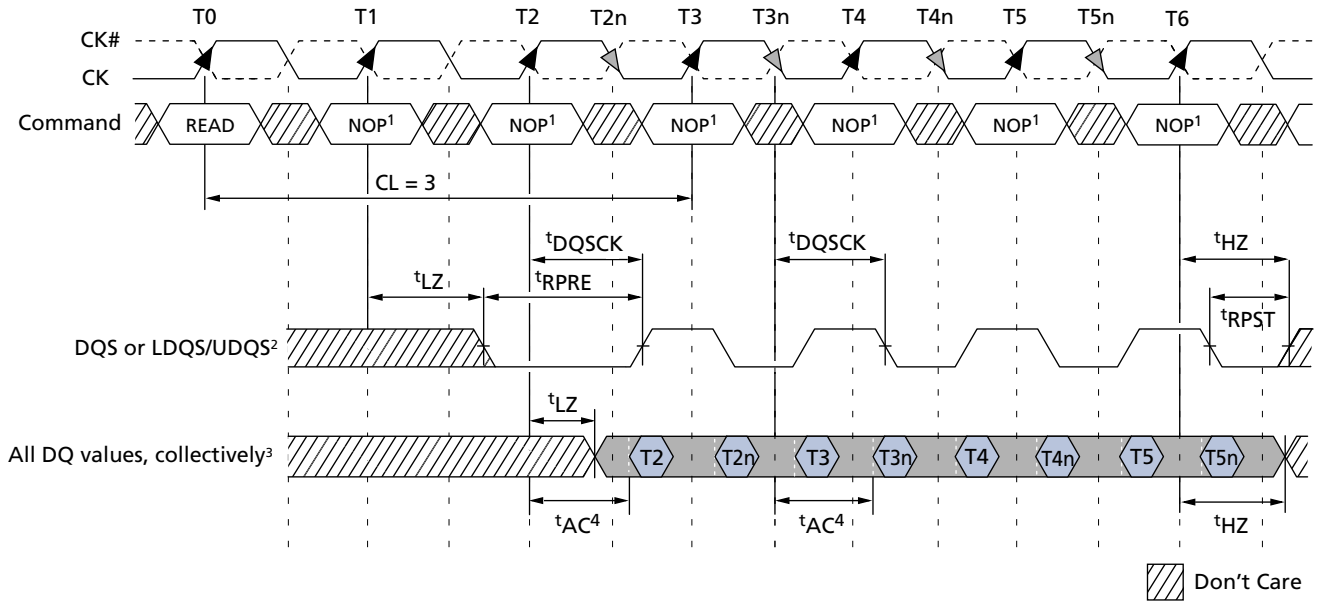 T0 T1 T2 T2n T3 T3n T4 T4n T5 T5n T6
CK#
CK
Command READ NOP¹ NOP¹ NOP¹ NOP¹ NOP¹ NOP¹
CL = 3
ᵗDQSCK ᵗDQSCK ᵗHZ
ᵗLZ ᵗRPRE
ᵗRPST
DQS or LDQS/UDQS²
ᵗLZ
All DQ values, collectively³ T2 T2n T3 T3n T4 T4n T5 T5n
ᵗAC⁴ ᵗAC⁴ ᵗHZ
Don't Care